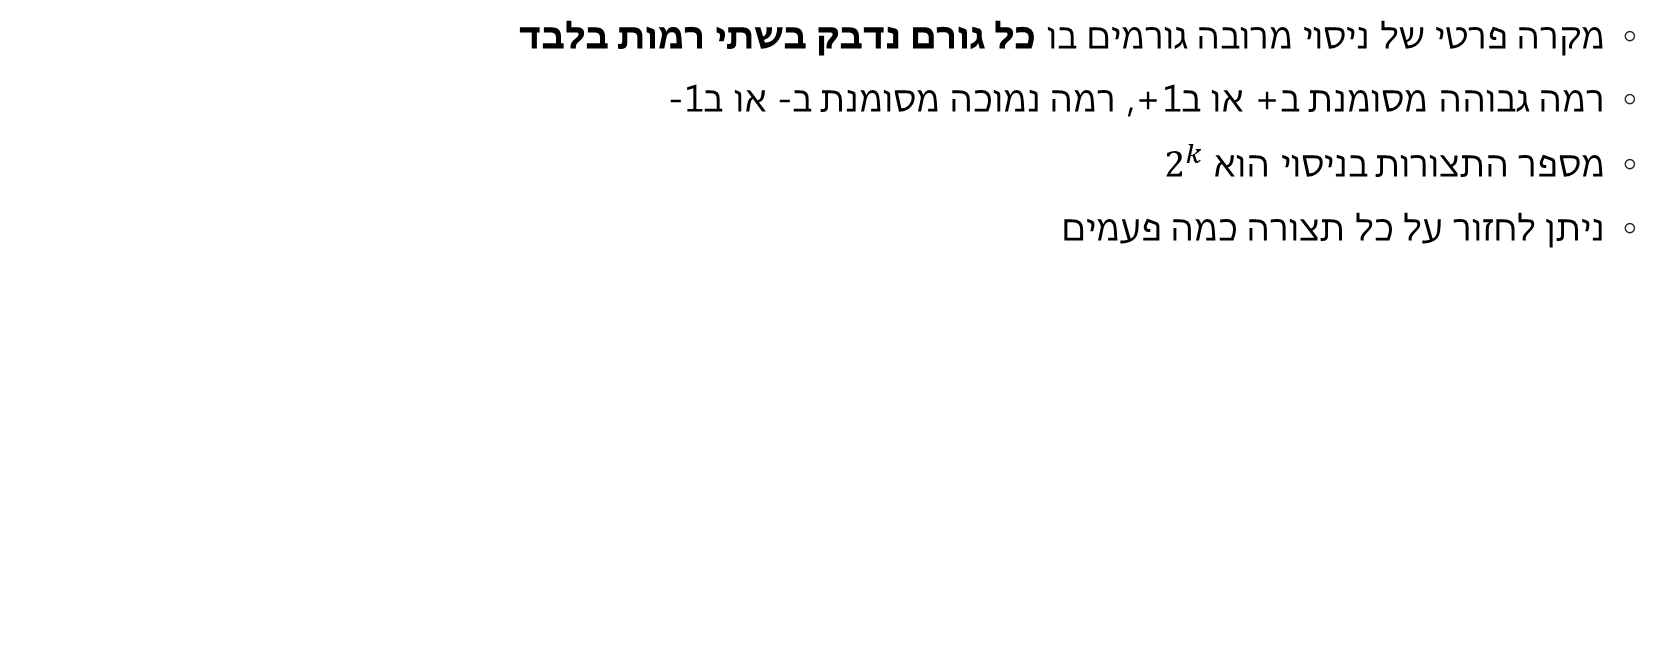 ◦ מקרה פרטי של ניסוי מרובה גורמים בו כל גורם נדבק בשתי רמות בלבד
◦ רמה גבוהה מסומנת ב+ או ב1+, רמה נמוכה מסומנת ב- או ב1-
◦ מספר התצורות בניסוי הוא 2^k
◦ ניתן לחזור על כל תצורה כמה פעמים